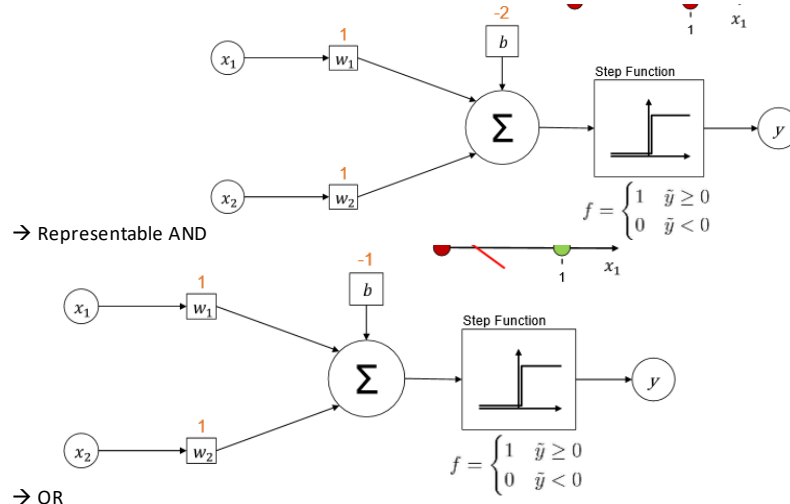 -2
1
x₁
1
b
x₁
w₁
Step Function
Σ
y
1
x₂
w₂
f = { 1 ỹ ≥ 0
0 ỹ < 0
→ Representable AND
-1
1
x₁
1
b
x₁
w₁
Step Function
Σ
y
1
x₂
w₂
f = { 1 ỹ ≥ 0
0 ỹ < 0
→ OR